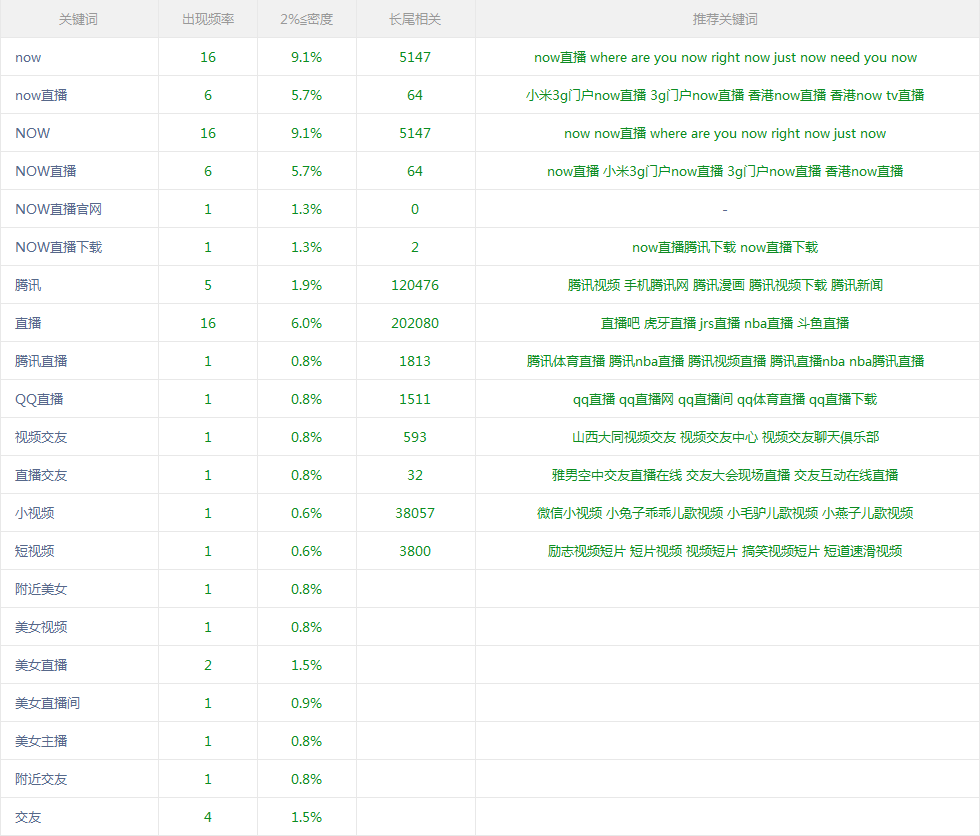 关键词 出现频率 2%≦密度 长尾相关 推荐关键词
now 16 9.1% 5147 now直播 where are you now right now just now need you now
now直播 6 5.7% 64 小米3g门户now直播 3g门户now直播 香港now直播 香港now tv直播
NOW 16 9.1% 5147 now now直播 where are you now right now just now
NOW直播 6 5.7% 64 now直播 小米3g门户now直播 3g门户now直播 香港now直播
NOW直播官网 1 1.3% 0 -
NOW直播下载 1 1.3% 2 now直播腾讯下载 now直播下载
腾讯 5 1.9% 120476 腾讯视频 手机腾讯网 腾讯漫画 腾讯视频下载 腾讯新闻
直播 16 6.0% 202080 直播吧 虎牙直播 jrs直播 nba直播 斗鱼直播
腾讯直播 1 0.8% 1813 腾讯体育直播 腾讯nba直播 腾讯视频直播 腾讯直播nba nba腾讯直播
QQ直播 1 0.8% 1511 qq直播 qq直播网 qq直播间 qq体育直播 qq直播下载
视频交友 1 0.8% 593 山西大同视频交友 视频交友中心 视频交友聊天俱乐部
直播交友 1 0.8% 32 雅男空中交友直播在线 交友大会现场直播 交友互动在线直播
小视频 1 0.6% 38057 微信小视频 小兔子乖乖儿歌视频 小毛驴儿歌视频 小燕子儿歌视频
短视频 1 0.6% 3800 励志视频短片 短片视频 视频短片 搞笑视频短片 短道速滑视频
附近美女 1 0.8%
美女视频 1 0.8%
美女直播 2 1.5%
美女直播间 1 0.9%
美女主播 1 0.8%
附近交友 1 0.8%
交友 4 1.5%